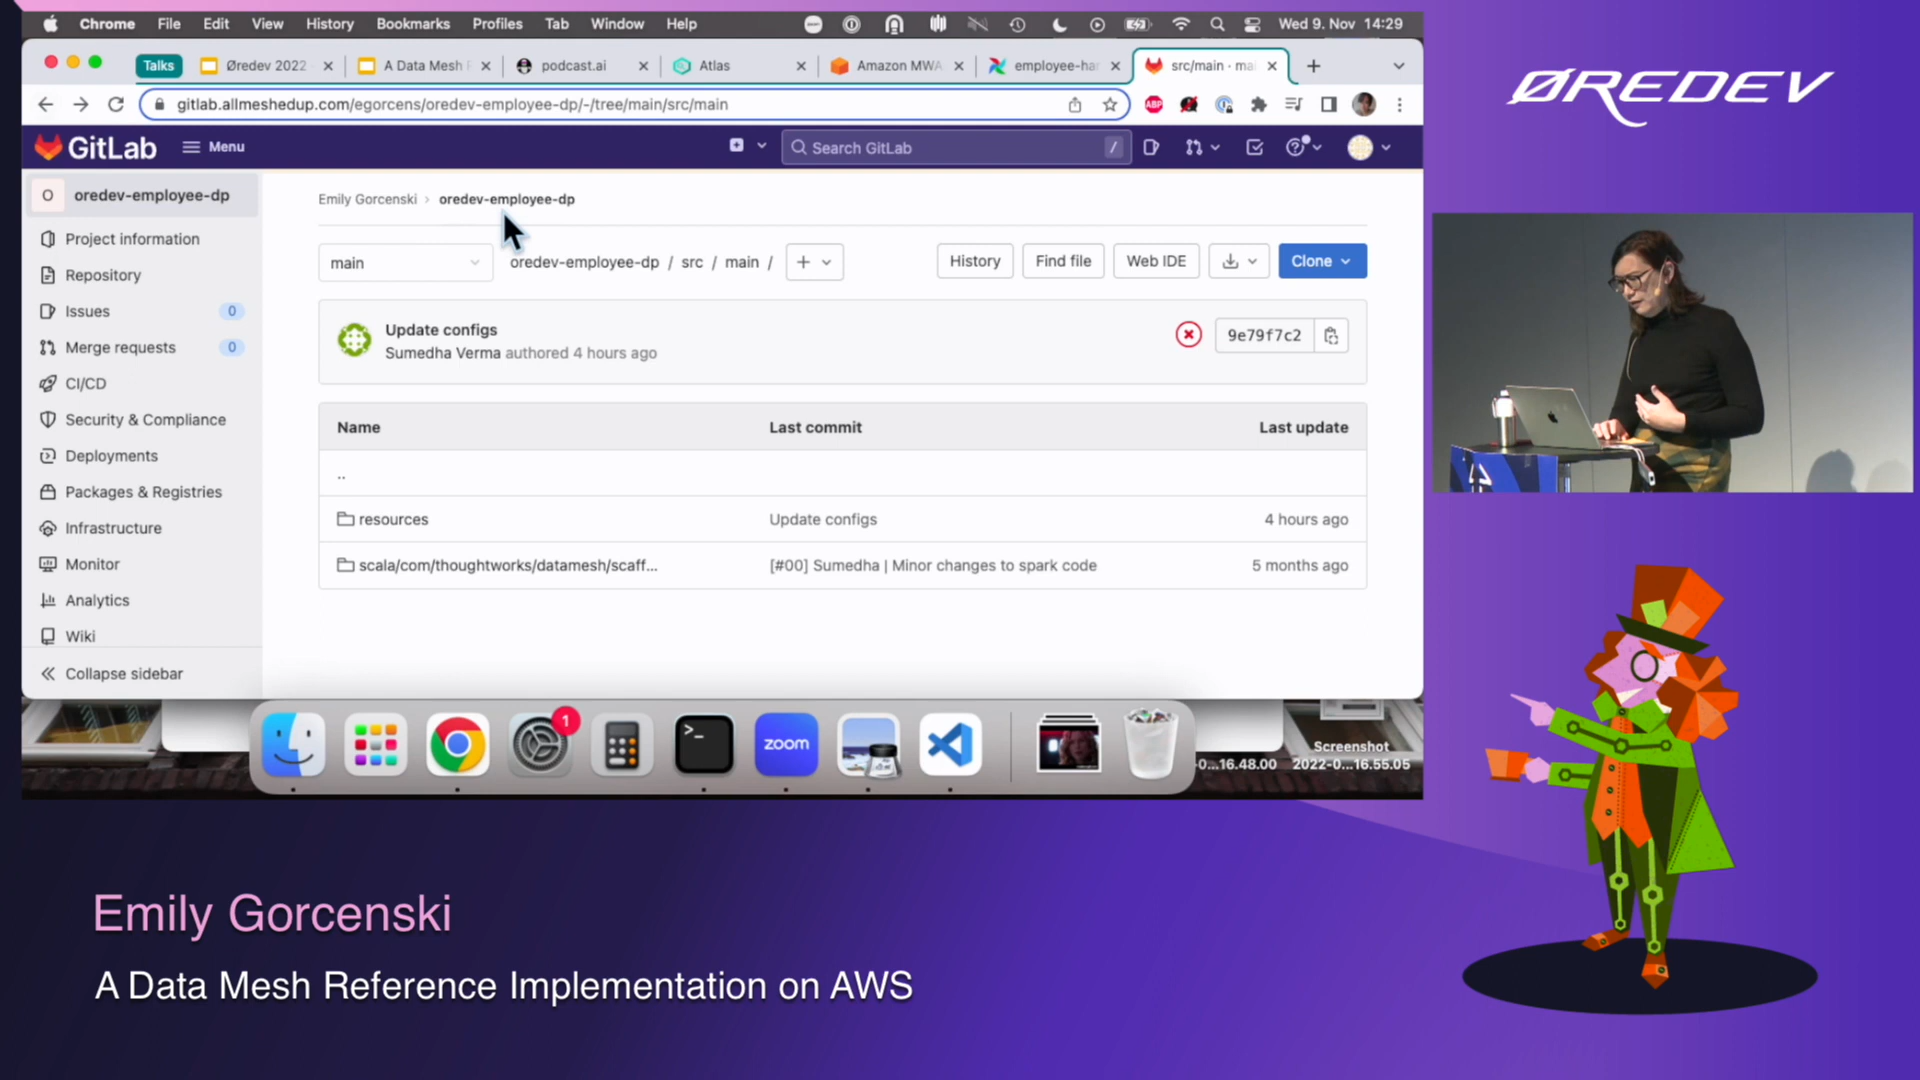 Chrome File Edit View History Bookmarks Profiles Tab Window Help Wed 9. Nov 14:29
Talks Øredev 2022 - A Data Mesh podcast.ai Atlas Amazon MWA employee-har src/main · mai
gitlab.allmeshedup.com/egorcens/oredev-employee-dp/-/tree/main/src/main ABP
GitLab Menu Search GitLab /
O oredev-employee-dp
Project information
Repository
Issues 0
Merge requests 0
CI/CD
Security & Compliance
Deployments
Packages & Registries
Infrastructure
Monitor
Analytics
Wiki
Collapse sidebar
Emily Gorcenski › oredev-employee-dp
main oredev-employee-dp / src / main / + History Find file Web IDE Clone
Update configs
Sumedha Verma authored 4 hours ago
9e79f7c2
Name Last commit Last update
..
resources Update configs 4 hours ago
scala/com/thoughtworks/datamesh/scaff... [#00] Sumedha | Minor changes to spark code 5 months ago
1
>_
zoom
Screenshot
0...16.48.00 2022-0...16.55.05
ØREDEV
Emily Gorcenski
A Data Mesh Reference Implementation on AWS